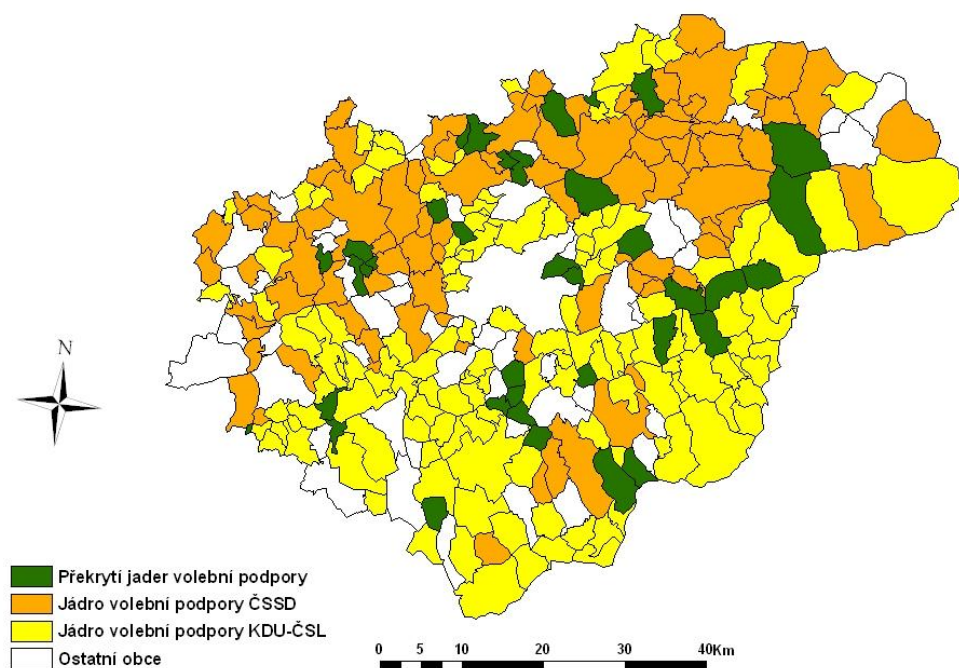 N
Překrytí jader volební podpory
Jádro volební podpory ČSSD
Jádro volební podpory KDU-ČSL
Ostatní obce
0 5 10 20 30 40Km